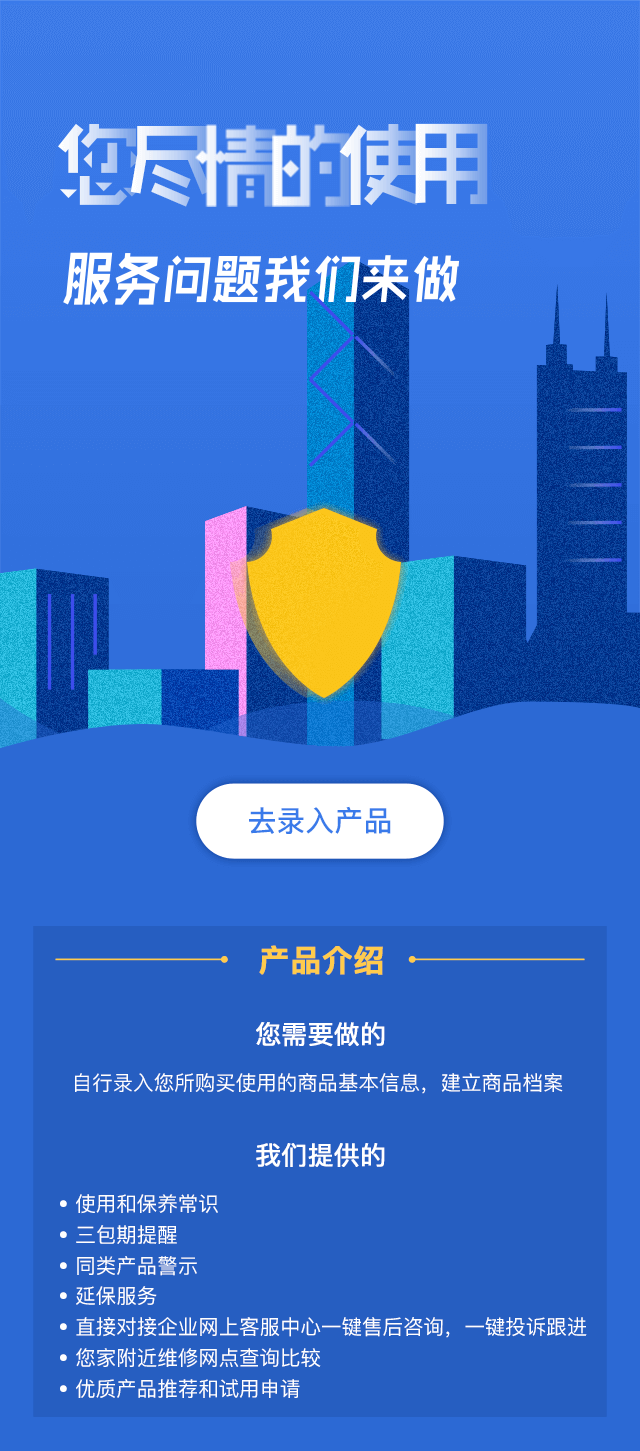 您尽情的使用
服务问题我们来做
去录入产品
产品介绍
您需要做的
自行录入您所购买使用的商品基本信息，建立商品档案
我们提供的
使用和保养常识
三包期提醒
同类产品警示
延保服务
直接对接企业网上客服中心一键售后咨询，一键投诉跟进
您家附近维修网点查询比较
优质产品推荐和试用申请